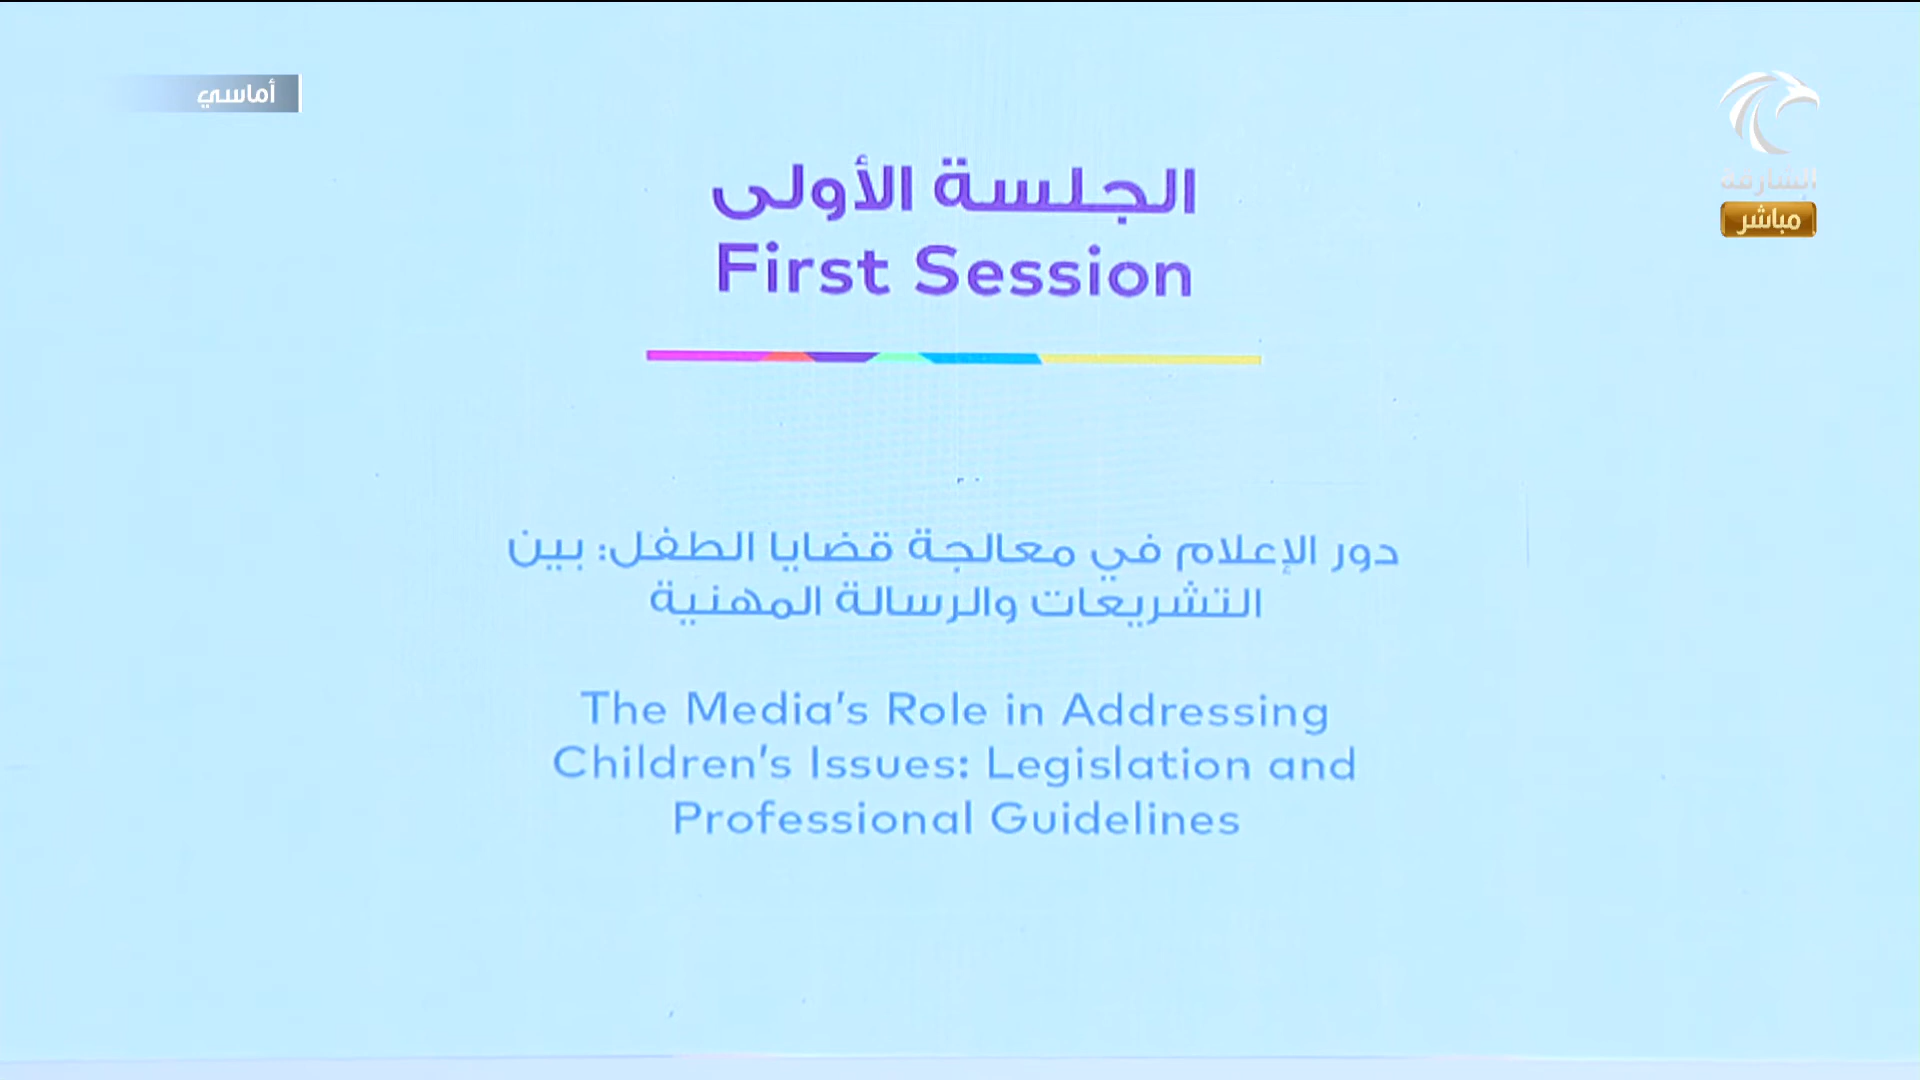 أماسي
الشارقة
مباشر
الجلسة الأولى
First Session
دور الإعلام في معالجة قضايا الطفل: بين
التشريعات والرسالة المهنية
The Media's Role in Addressing
Children's Issues: Legislation and
Professional Guidelines